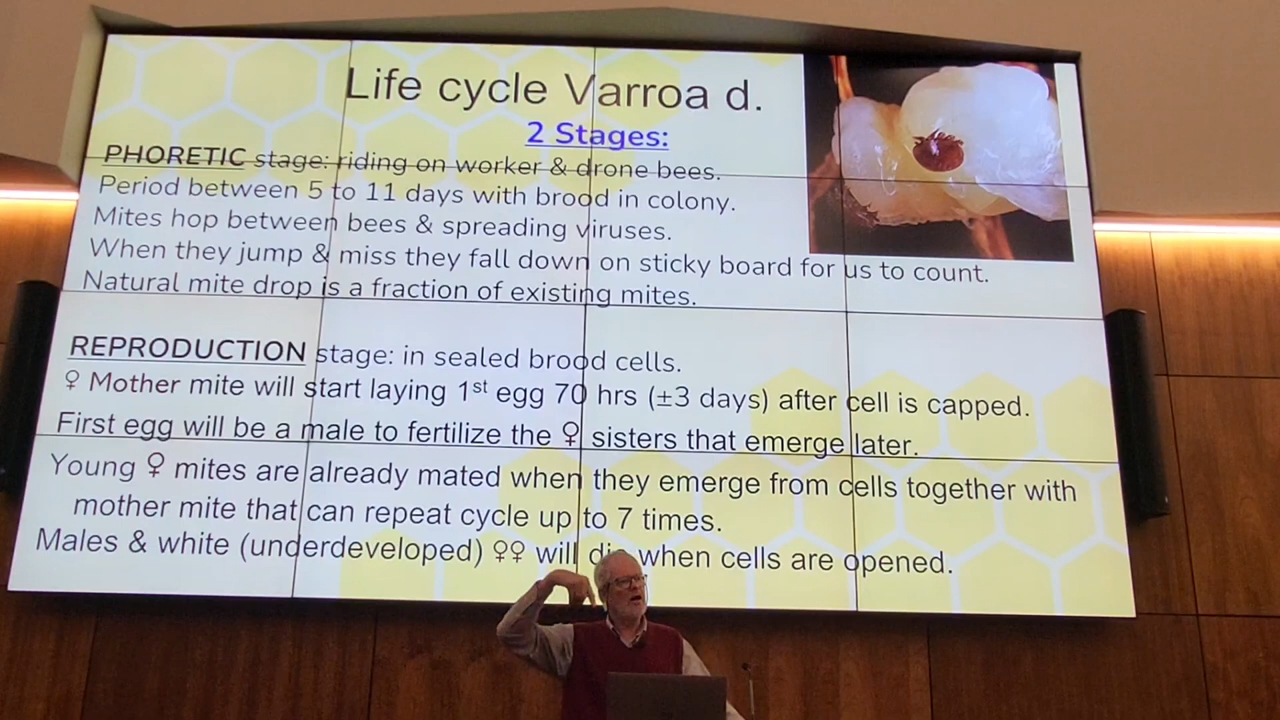 Life cycle Varroa d.
2 Stages:
PHORETIC stage: riding on worker & drone bees.
Period between 5 to 11 days with brood in colony.
Mites hop between bees & spreading viruses.
When they jump & miss they fall down on sticky board for us to count.
Natural mite drop is a fraction of existing mites.
REPRODUCTION stage: in sealed brood cells.
♀ Mother mite will start laying 1st egg 70 hrs (±3 days) after cell is capped.
First egg will be a male to fertilize the ♀ sisters that emerge later.
Young ♀ mites are already mated when they emerge from cells together with
mother mite that can repeat cycle up to 7 times.
Males & white (underdeveloped) ♀♀ will die when cells are opened.